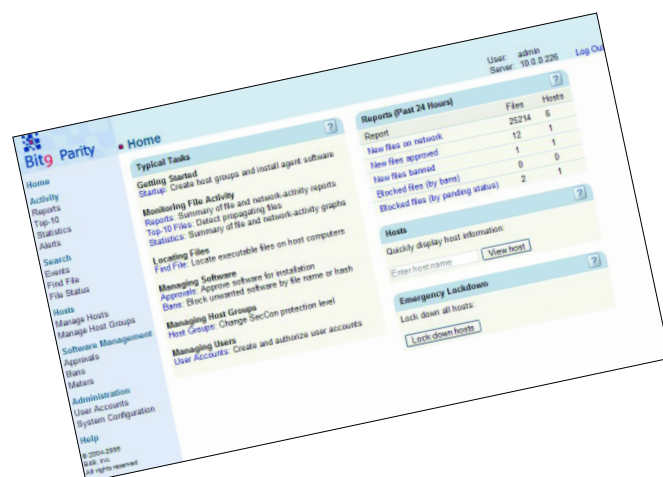 User: admin
Server: 10.0.0.226
Log Ou
Bit9 Parity
Home
Home
Activity
Reports
Top-10
Statistics
Alerts
Search
Events
Find File
File Status
Hosts
Manage Hosts
Manage Host Groups
Software Management
Approvals
Bans
Meters
Administration
User Accounts
System Configuration
Help
© 2004-2005
Bit9, Inc.
All rights reserved
Typical Tasks ?
Getting Started
Startup: Create host groups and install agent software
Monitoring File Activity
Reports: Summary of file and network-activity reports
Top-10 Files: Detect propagating files
Statistics: Summary of file and network-activity graphs
Locating Files
Find File: Locate executable files on host computers
Managing Software
Approvals: Approve software for installation
Bans: Block unwanted software by file name or hash
Managing Host Groups
Host Groups: Change SecCon protection level
Managing Users
User Accounts: Create and authorize user accounts
Reports (Past 24 Hours) ?
Report Files Hosts
New files on network 25214 6
New files approved 12 1
New files banned 1 1
Blocked files (by bans) 0 0
Blocked files (by pending status) 2 1
Hosts ?
Quickly display host information:
Enter host name View host
Emergency Lockdown ?
Lock down all hosts:
Lock down hosts